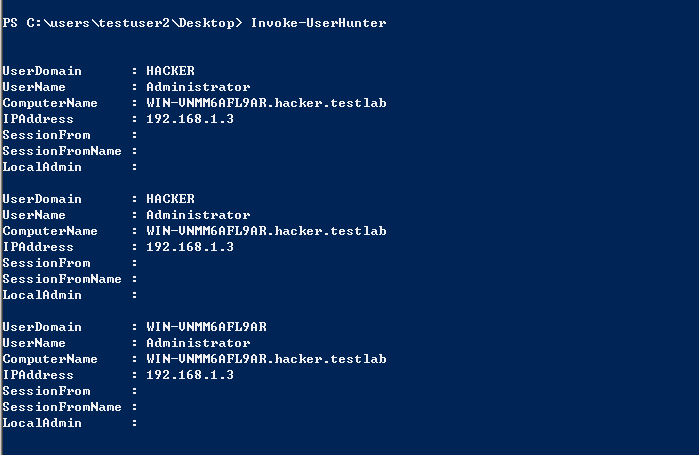 PS C:\users\testuser2\Desktop> Invoke-UserHunter
UserDomain : HACKER
UserName : Administrator
ComputerName : WIN-VNMM6AFL9AR.hacker.testlab
IPAddress : 192.168.1.3
SessionFrom :
SessionFromName :
LocalAdmin :
UserDomain : HACKER
UserName : Administrator
ComputerName : WIN-VNMM6AFL9AR.hacker.testlab
IPAddress : 192.168.1.3
SessionFrom :
SessionFromName :
LocalAdmin :
UserDomain : WIN-VNMM6AFL9AR
UserName : Administrator
ComputerName : WIN-VNMM6AFL9AR.hacker.testlab
IPAddress : 192.168.1.3
SessionFrom :
SessionFromName :
LocalAdmin :